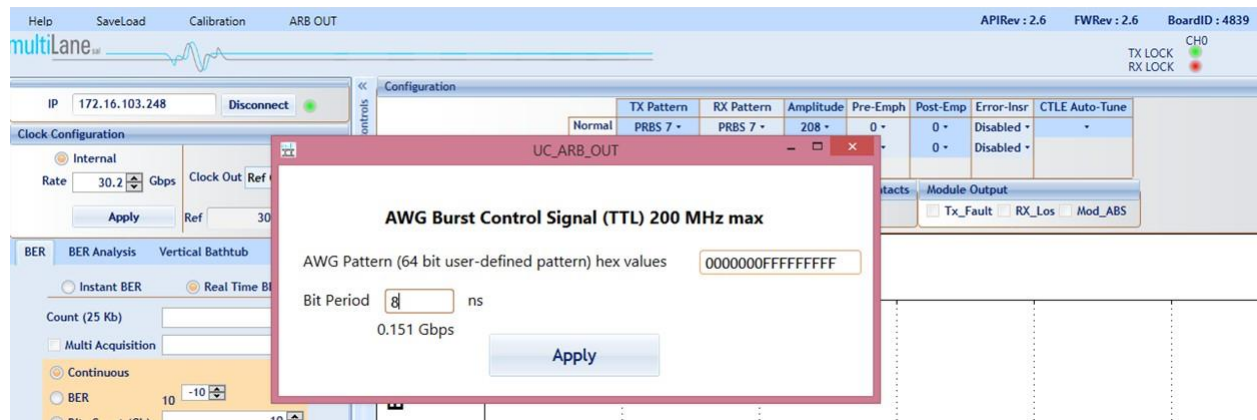 Help SaveLoad Calibration ARB OUT APIRev : 2.6 FWRev : 2.6 BoardID : 4839
multiLane sal
CH0
TX LOCK
RX LOCK
Configuration
IP 172.16.103.248 Disconnect
TX Pattern RX Pattern Amplitude Pre-Emph Post-Emp Error-Insr CTLE Auto-Tune
Normal PRBS 7 PRBS 7 208 0 0 Disabled
Clock Configuration
0 Disabled
Internal
Rate 30.2 Gbps Clock Out Ref
Module Output
Apply Ref 30
Tx_Fault RX_Los Mod_ABS
BER BER Analysis Vertical Bathtub
Instant BER Real Time
Count (25 Kb)
Multi Acquisition
Continuous
BER 10 -10
10
UC_ARB_OUT
AWG Burst Control Signal (TTL) 200 MHz max
AWG Pattern (64 bit user-defined pattern) hex values 0000000FFFFFFFFF
Bit Period 8 ns
0.151 Gbps
Apply